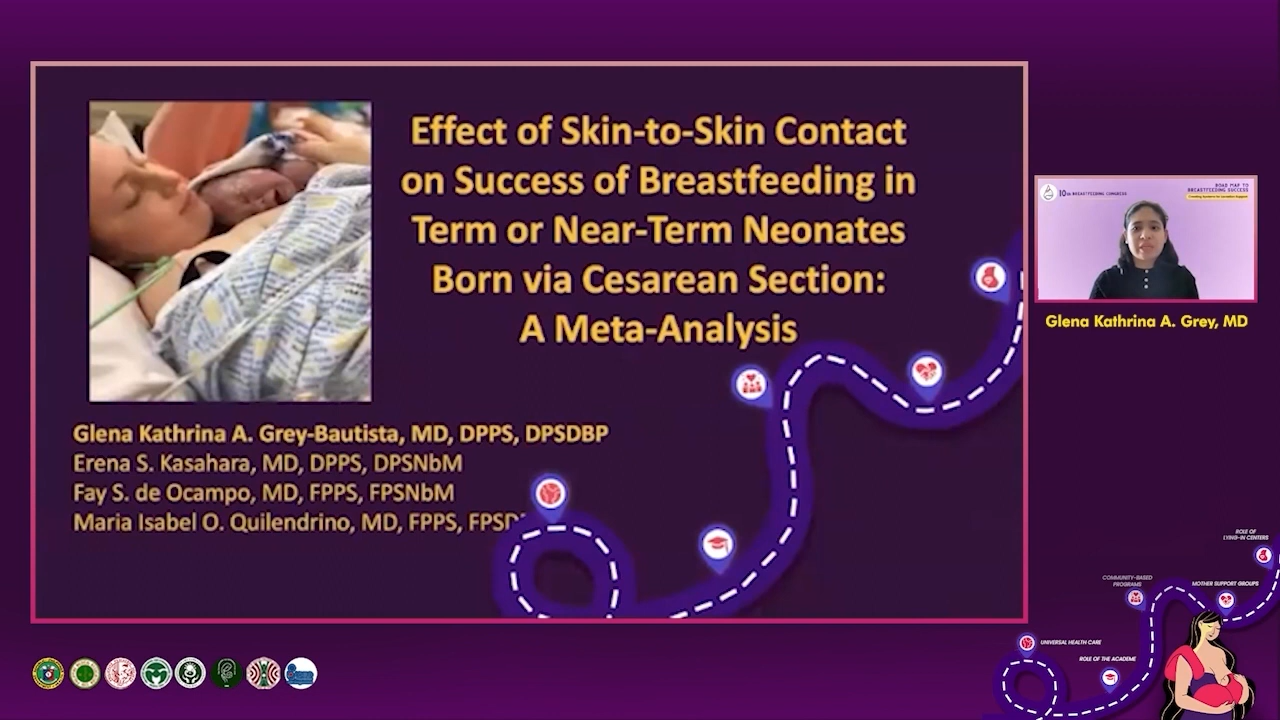 Effect of Skin-to-Skin Contact
on Success of Breastfeeding in
Term or Near-Term Neonates
Born via Cesarean Section:
A Meta-Analysis
Glena Kathrina A. Grey-Bautista, MD, DPPS, DPSDBP
Erena S. Kasahara, MD, DPPS, DPSNbM
Fay S. de Ocampo, MD, FPPS, FPSNbM
Maria Isabel O. Quilendrino, MD, FPPS,
10th BREASTFEEDING CONGRESS
ROAD MAP TO
BREASTFEEDING SUCCESS
Glena Kathrina A. Grey, MD
ROLE OF
LYING-IN CENTERS
COMMUNITY-BASED
PROGRAMS
MOTHER SUPPORT GROUPS
UNIVERSAL HEALTH CARE
ROLE OF THE ACADEME